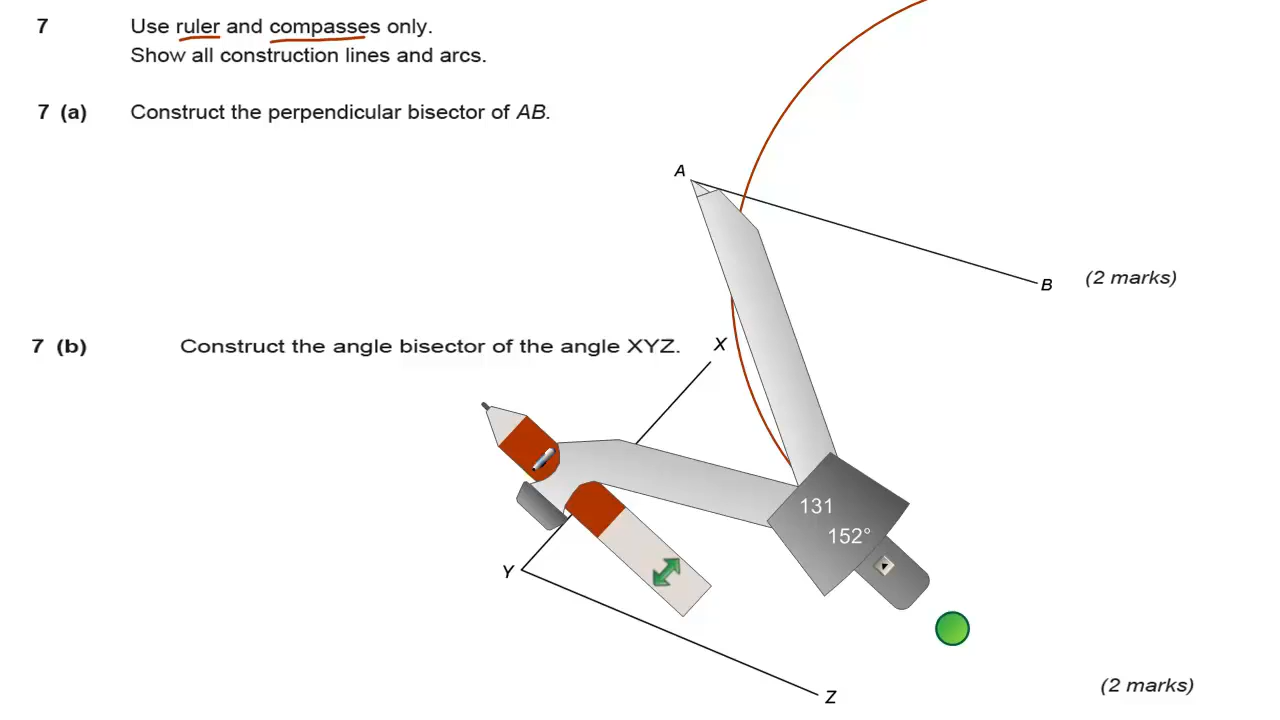 7 Use ruler and compasses only.
Show all construction lines and arcs.
7 (a) Construct the perpendicular bisector of AB.
A
B (2 marks)
7 (b) Construct the angle bisector of the angle XYZ.
X
131
152°
Y
Z
(2 marks)